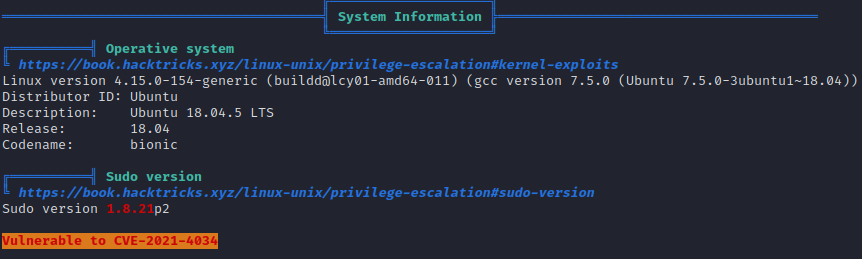 System Information
Operative system
https://book.hacktricks.xyz/linux-unix/privilege-escalation#kernel-exploits
Linux version 4.15.0-154-generic (buildd@lcy01-amd64-011) (gcc version 7.5.0 (Ubuntu 7.5.0-3ubuntu1~18.04))
Distributor ID: Ubuntu
Description:    Ubuntu 18.04.5 LTS
Release:        18.04
Codename:       bionic
Sudo version
https://book.hacktricks.xyz/linux-unix/privilege-escalation#sudo-version
Sudo version 1.8.21p2
Vulnerable to CVE-2021-4034